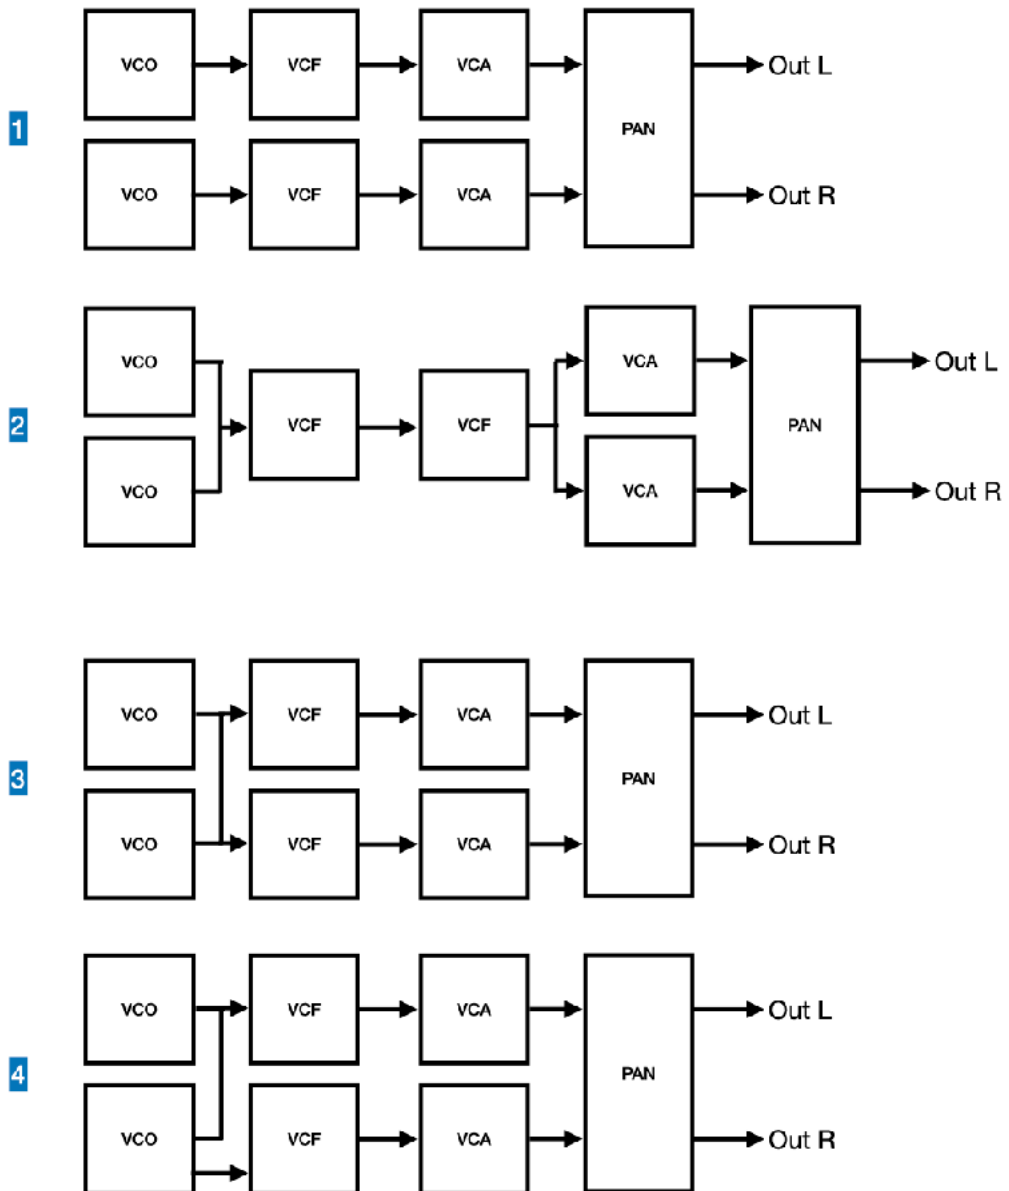 VCO VCF VCA Out L
1 PAN
VCO VCF VCA Out R
VCO VCA Out L
2 VCF VCF PAN
VCO VCA Out R
VCO VCF VCA Out L
3 PAN
VCO VCF VCA Out R
VCO VCF VCA Out L
4 PAN
VCO VCF VCA Out R